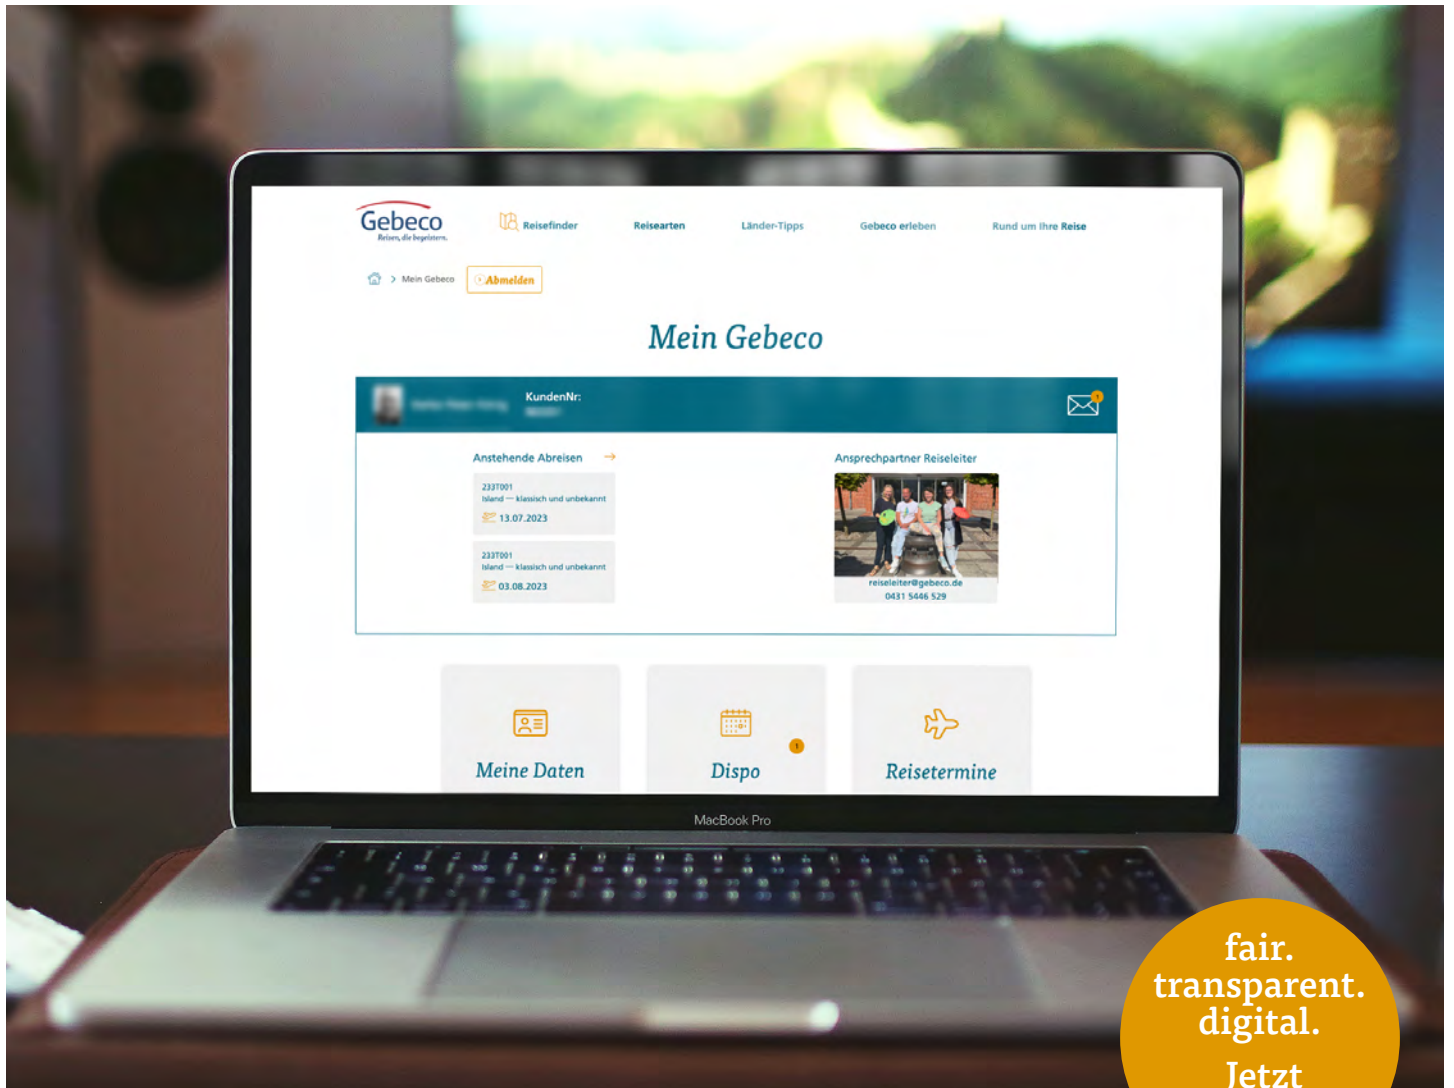 Gebeco
Reisen, die begeistern.
Reisefinder
Reisearten
Länder-Tipps
Gebeco erleben
Rund um Ihre Reise
> Mein Gebeco
Abmelden
Mein Gebeco
KundenNr:
1
Anstehende Abreisen →
233T001
Island — klassisch und unbekannt
13.07.2023
233T001
Island — klassisch und unbekannt
03.08.2023
Ansprechpartner Reiseleiter
reiseleiter@gebeco.de
0431 5446 529
Meine Daten
1
Dispo
Reisetermine
MacBook Pro
fair.
transparent.
digital.
Jetzt